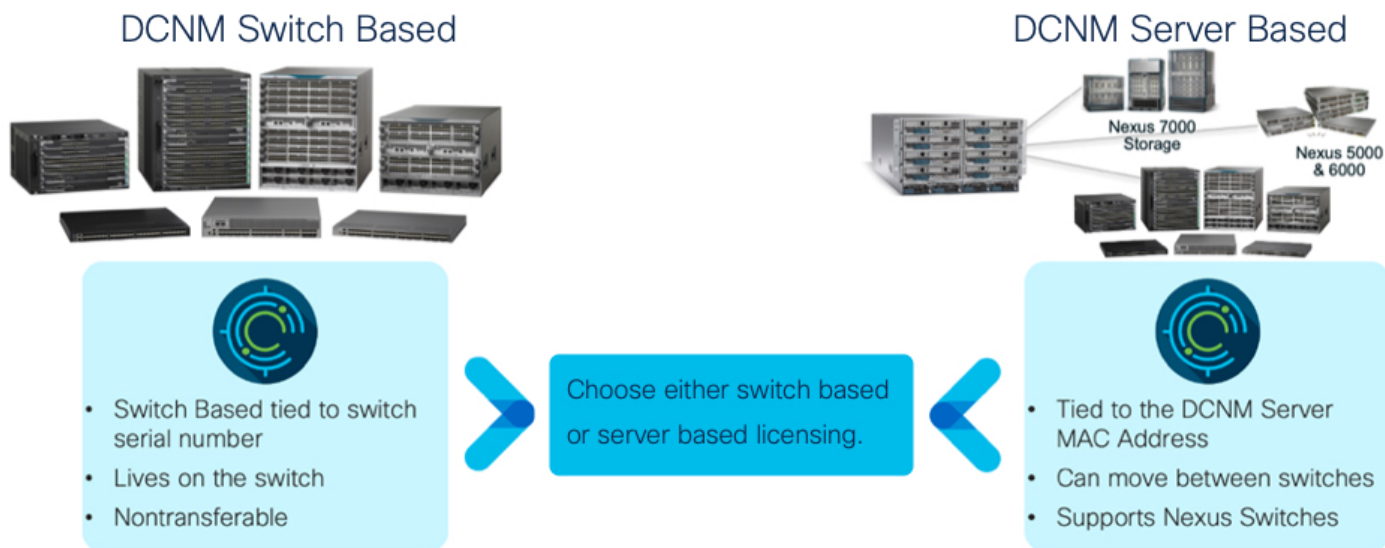 DCNM Switch Based
DCNM Server Based
Nexus 7000
Storage
Nexus 5000
& 6000
• Switch Based tied to switch
serial number
• Lives on the switch
• Nontransferable
Choose either switch based
or server based licensing.
• Tied to the DCNM Server
MAC Address
• Can move between switches
• Supports Nexus Switches